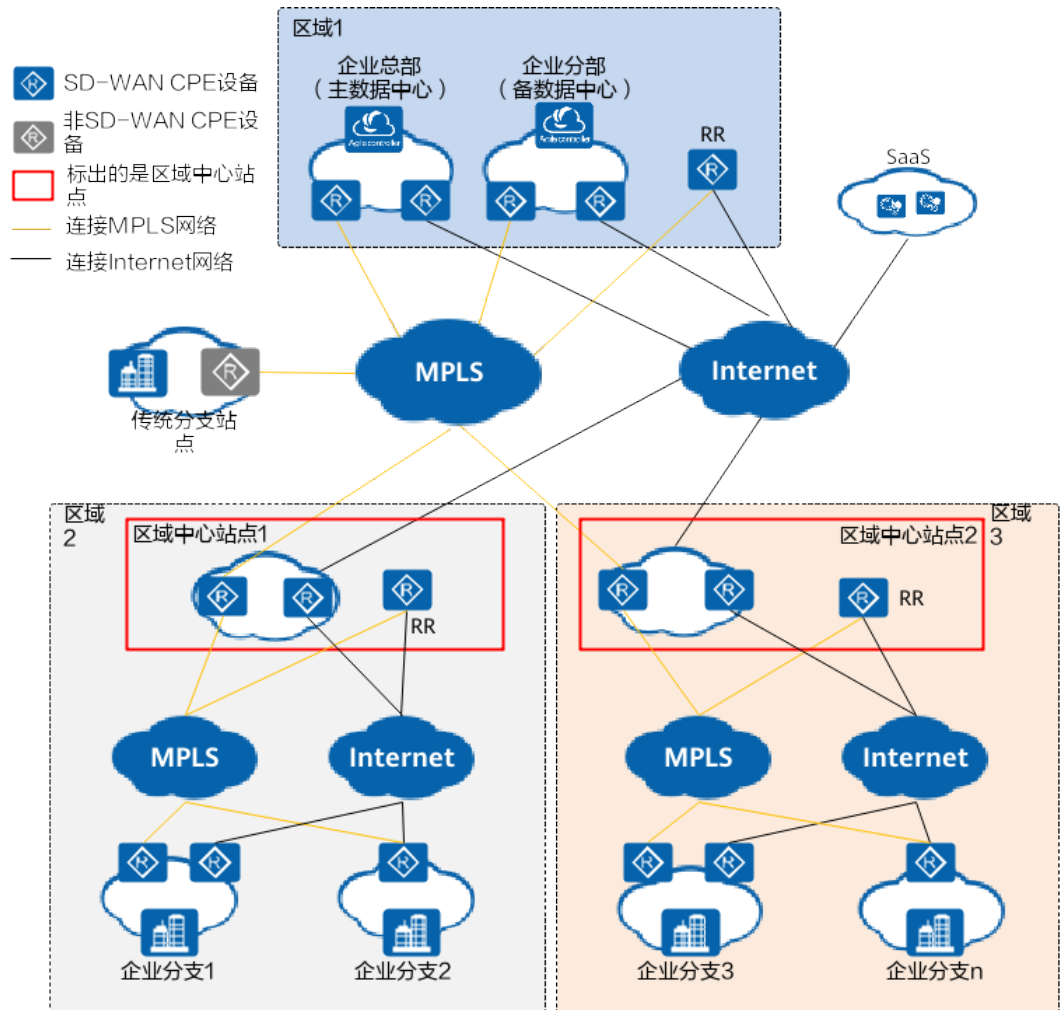 区域1
企业总部
（主数据中心）
企业分部
（备数据中心）
Agile controller
Agile controller
RR
R
R
R
R
R
R
SD-WAN CPE设备
R
非SD-WAN CPE设
备
标出的是区域中心站
点
连接MPLS网络
连接Internet网络
SaaS
MPLS
Internet
R
传统分支站
点
区域
2
区域中心站点1
R
R
R
RR
区域
3
区域中心站点2
R
R
R
RR
MPLS
Internet
MPLS
Internet
R
R
R
R
R
R
企业分支1
企业分支2
企业分支3
企业分支n